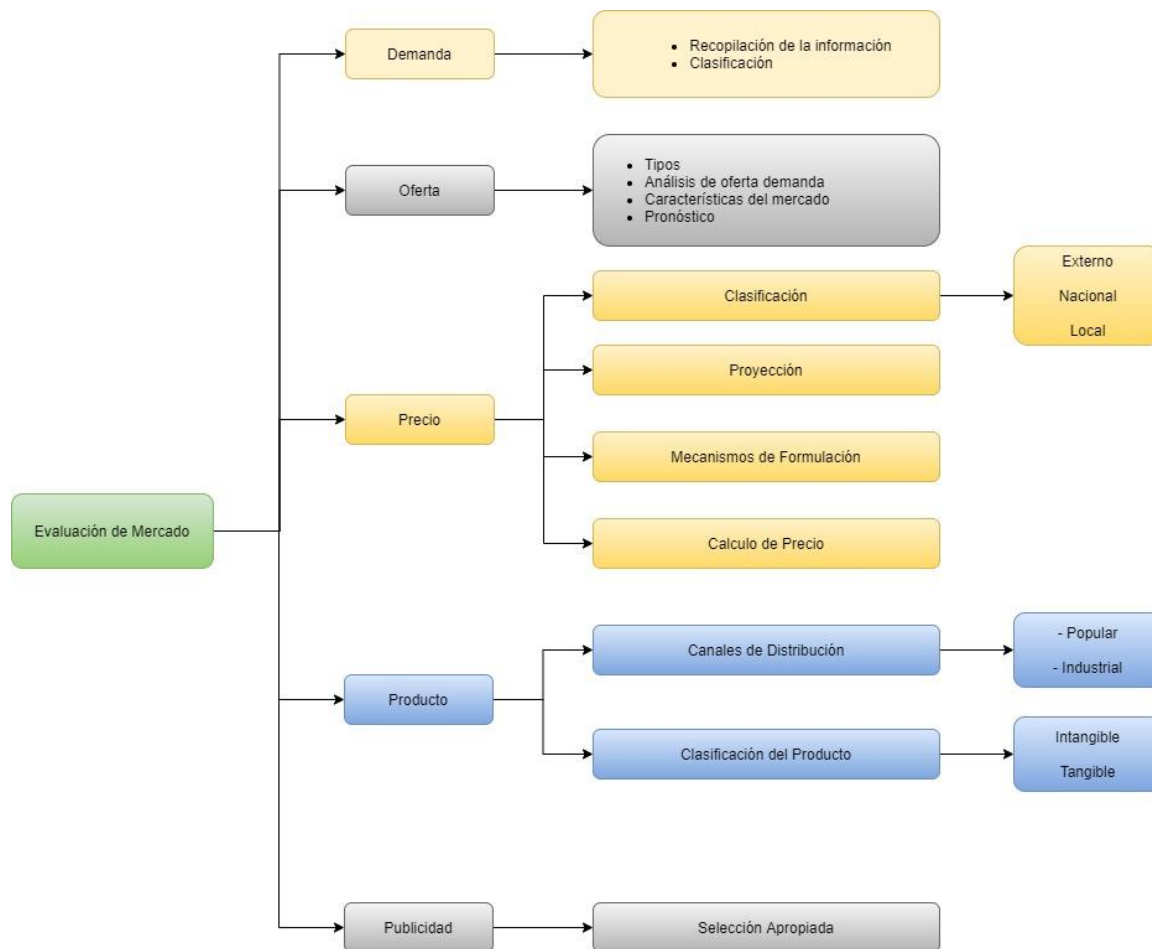 Demanda
• Recopilación de la información
• Clasificación
Oferta
• Tipos
• Análisis de oferta demanda
• Características del mercado
• Pronóstico
Precio
Clasificación
Externo
Nacional
Local
Proyección
Mecanismos de Formulación
Calculo de Precio
Evaluación de Mercado
Producto
Canales de Distribución
- Popular
- Industrial
Clasificación del Producto
Intangible
Tangible
Publicidad
Selección Apropiada